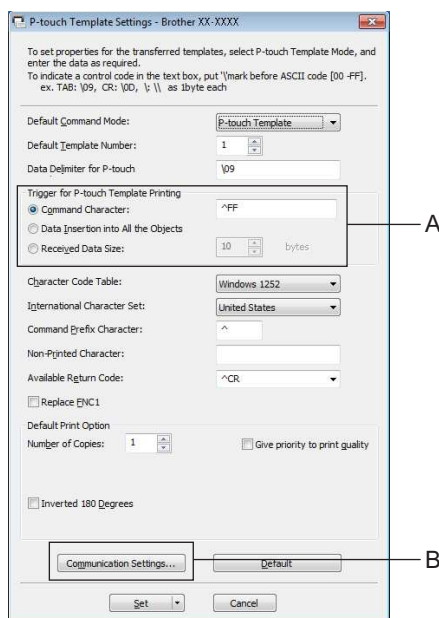 P-touch Template Settings - Brother XX-XXXX
To set properties for the transferred templates, select P-touch Template Mode, and
enter the data as required.
To indicate a control code in the text box, put '\'mark before ASCII code [00 -FF].
ex. TAB: \09, CR: \0D, \: \\ as 1byte each
Default Command Mode: P-touch Template
Default Template Number: 1
Data Delimiter for P-touch \09
Trigger for P-touch Template Printing
Command Character: ^FF
A
Data Insertion into All the Objects
Received Data Size: 10 bytes
Character Code Table: Windows 1252
International Character Set: United States
Command Prefix Character: ^
Non-Printed Character:
Available Return Code: ^CR
Replace FNC1
Default Print Option
Number of Copies: 1 Give priority to print quality
Inverted 180 Degrees
Communication Settings... Default
B
Set Cancel